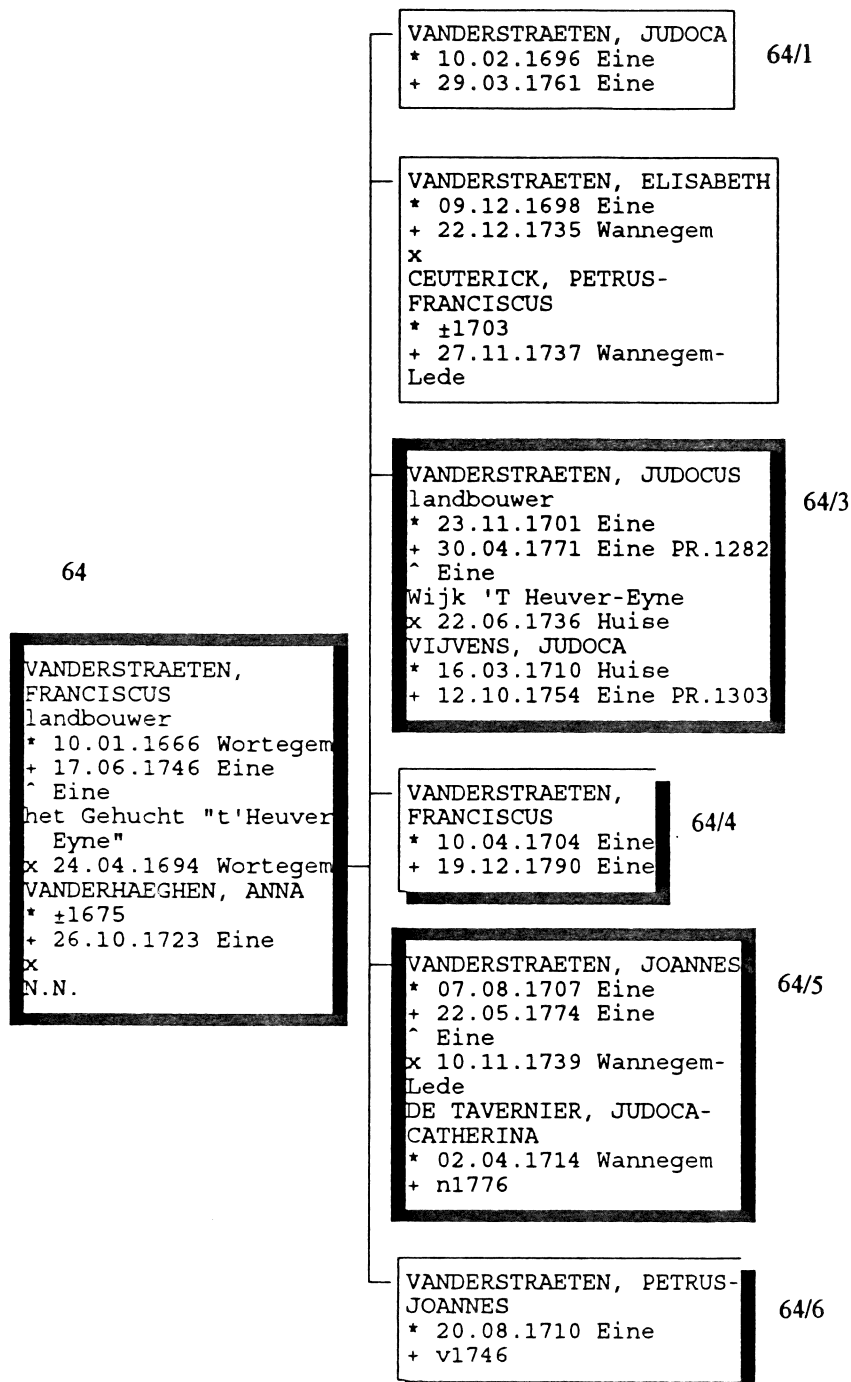 VANDERSTRAETEN, JUDOCA
* 10.02.1696 Eine
+ 29.03.1761 Eine
64/1
VANDERSTRAETEN, ELISABETH
* 09.12.1698 Eine
+ 22.12.1735 Wannegem
x
CEUTERICK, PETRUS-
FRANCISCUS
* ±1703
+ 27.11.1737 Wannegem-
Lede
VANDERSTRAETEN, JUDOCUS
landbouwer
* 23.11.1701 Eine
+ 30.04.1771 Eine PR.1282
^ Eine
Wijk 'T Heuver-Eyne
x 22.06.1736 Huise
VIJVENS, JUDOCA
* 16.03.1710 Huise
+ 12.10.1754 Eine PR.1303
64/3
64
VANDERSTRAETEN,
FRANCISCUS
landbouwer
* 10.01.1666 Wortegem
+ 17.06.1746 Eine
^ Eine
het Gehucht "t'Heuver
Eyne"
x 24.04.1694 Wortegem
VANDERHAEGHEN, ANNA
* ±1675
+ 26.10.1723 Eine
x
N.N.
VANDERSTRAETEN,
FRANCISCUS
* 10.04.1704 Eine
+ 19.12.1790 Eine
64/4
VANDERSTRAETEN, JOANNES
* 07.08.1707 Eine
+ 22.05.1774 Eine
^ Eine
x 10.11.1739 Wannegem-
Lede
DE TAVERNIER, JUDOCA-
CATHERINA
* 02.04.1714 Wannegem
+ n1776
64/5
VANDERSTRAETEN, PETRUS-
JOANNES
* 20.08.1710 Eine
+ v1746
64/6